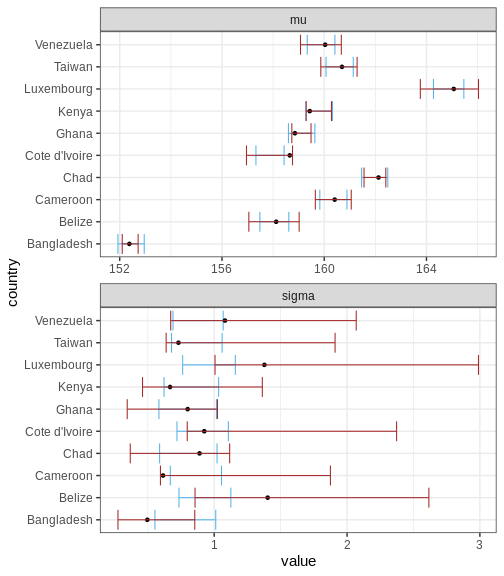 mu
Venezuela
Taiwan
Luxembourg
Kenya
Ghana
Cote d'Ivoire
Chad
Cameroon
Belize
Bangladesh
152 156 160 164
country
sigma
Venezuela
Taiwan
Luxembourg
Kenya
Ghana
Cote d'Ivoire
Chad
Cameroon
Belize
Bangladesh
1 2 3
value